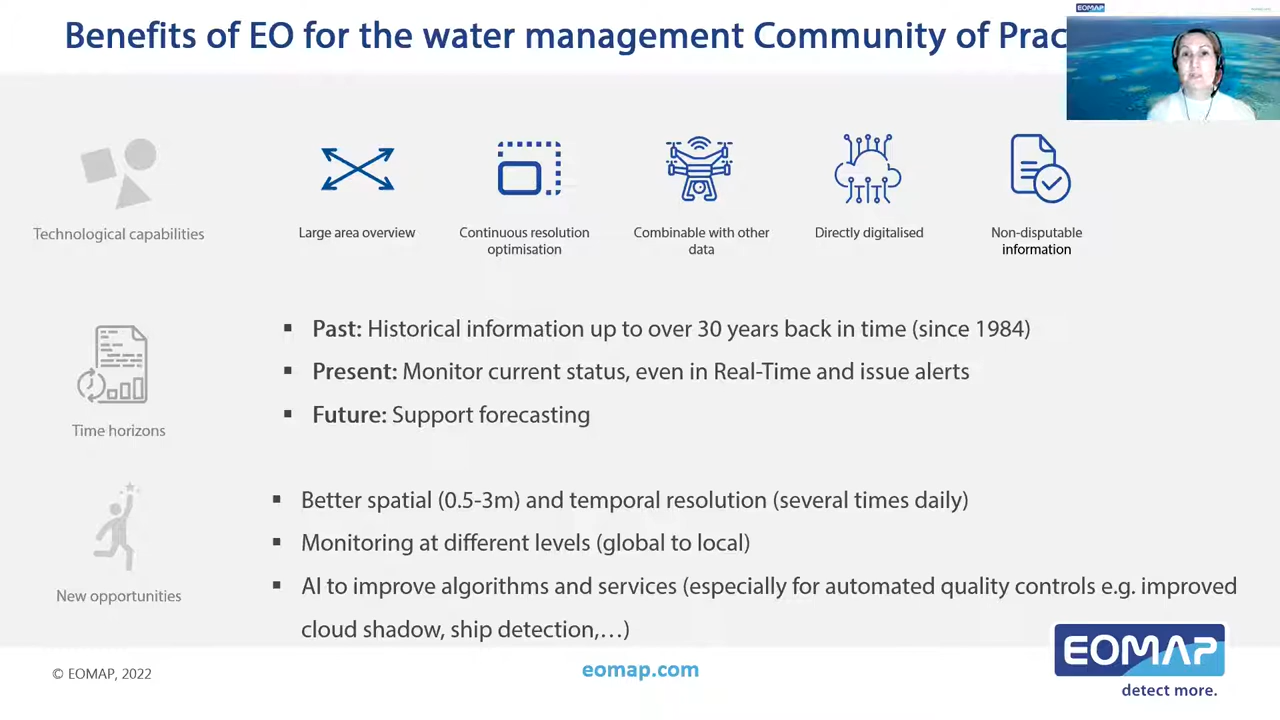 Benefits of EO for the water management Community of Prac
EOMAP
Technological capabilities
Large area overview
Continuous resolution
optimisation
Combinable with other
data
Directly digitalised
Non-disputable
information
Time horizons
▪ Past: Historical information up to over 30 years back in time (since 1984)
▪ Present: Monitor current status, even in Real-Time and issue alerts
▪ Future: Support forecasting
New opportunities
▪ Better spatial (0.5-3m) and temporal resolution (several times daily)
▪ Monitoring at different levels (global to local)
▪ AI to improve algorithms and services (especially for automated quality controls e.g. improved
cloud shadow, ship detection,…)
© EOMAP, 2022
eomap.com
EOMAP
detect more.